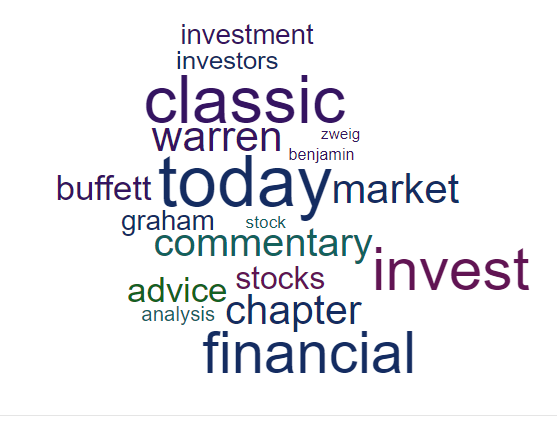 investment
investors
classic
warren zweig
benjamin
buffett today market
graham stock
commentary
invest
advice stocks
analysis chapter
financial